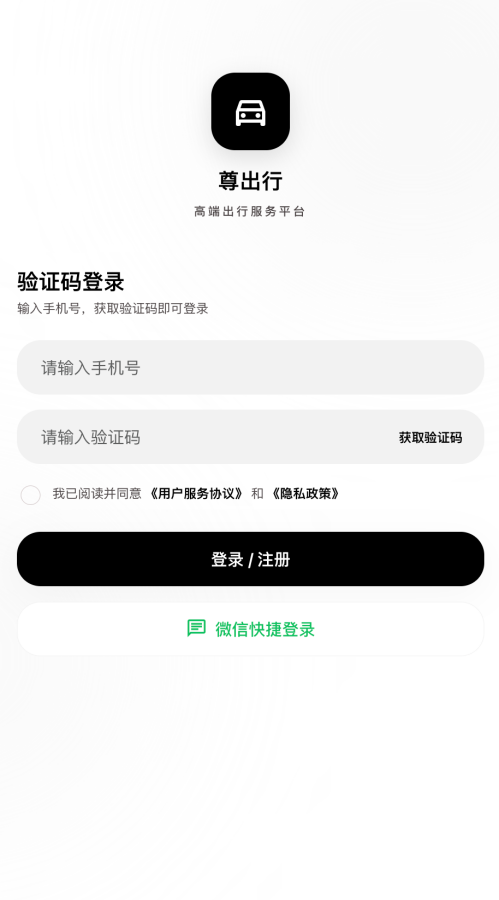 尊出行
高端出行服务平台
验证码登录
输入手机号，获取验证码即可登录
请输入手机号
请输入验证码 获取验证码
我已阅读并同意《用户服务协议》和《隐私政策》
登录 / 注册
微信快捷登录